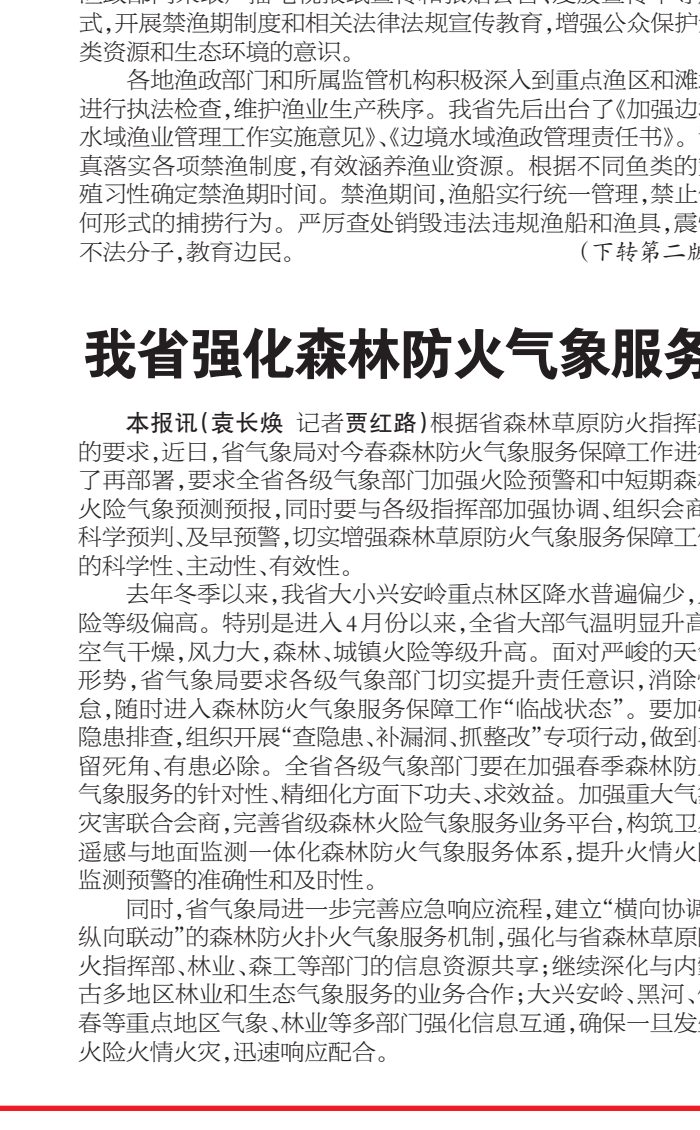 式，开展禁渔期制度和相关法律法规宣传教育，增强公众保护
类资源和生态环境的意识。
各地渔政部门和所属监管机构积极深入到重点渔区和滩
进行执法检查，维护渔业生产秩序。我省先后出台了《加强边
水域渔业管理工作实施意见》、《边境水域渔政管理责任书》。
真落实各项禁渔制度，有效涵养渔业资源。根据不同鱼类的
殖习性确定禁渔期时间。禁渔期间，渔船实行统一管理，禁止
何形式的捕捞行为。严厉查处销毁违法违规渔船和渔具，震
不法分子，教育边民。（下转第二版
我省强化森林防火气象服务
本报讯（袁长焕 记者贾红路）根据省森林草原防火指挥
的要求，近日，省气象局对今春森林防火气象服务保障工作进
了再部署，要求全省各级气象部门加强火险预警和中短期森
火险气象预测预报，同时要与各级指挥部加强协调、组织会商
科学预判、及早预警，切实增强森林草原防火气象服务保障工
的科学性、主动性、有效性。
去年冬季以来，我省大小兴安岭重点林区降水普遍偏少，
险等级偏高。特别是进入4月份以来，全省大部气温明显升高
空气干燥，风力大，森林、城镇火险等级升高。面对严峻的天
形势，省气象局要求各级气象部门切实提升责任意识，消除
怠，随时进入森林防火气象服务保障工作“临战状态”。要加
隐患排查，组织开展“查隐患、补漏洞、抓整改”专项行动，做到
留死角、有患必除。全省各级气象部门要在加强春季森林防
气象服务的针对性、精细化方面下功夫、求效益。加强重大气
灾害联合会商，完善省级森林火险气象服务业务平台，构筑卫
遥感与地面监测一体化森林防火气象服务体系，提升火情火
监测预警的准确性和及时性。
同时，省气象局进一步完善应急响应流程，建立“横向协调
纵向联动”的森林防火扑火气象服务机制，强化与省森林草原
火指挥部、林业、森工等部门的信息资源共享；继续深化与内
古多地区林业和生态气象服务的业务合作；大兴安岭、黑河、
春等重点地区气象、林业等多部门强化信息互通，确保一旦发
火险火情火灾，迅速响应配合。